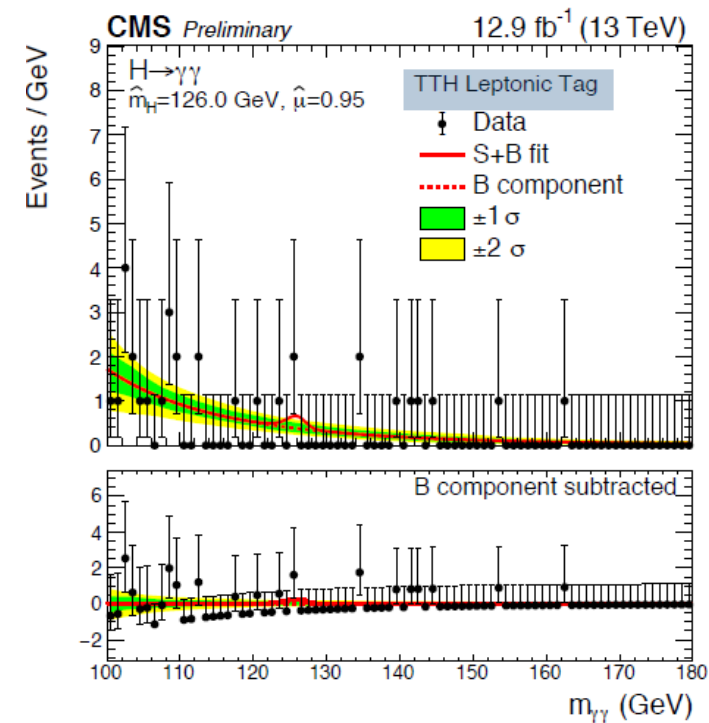 CMS Preliminary 12.9 fb⁻¹ (13 TeV)
Events / GeV
9
8
7
6
5
4
3
2
1
0
H→γγ
m̂_H=126.0 GeV, μ̂=0.95
TTH Leptonic Tag
Data
S+B fit
B component
±1 σ
±2 σ
B component subtracted
6
4
2
0
−2
100 110 120 130 140 150 160 170 180
m_γγ (GeV)